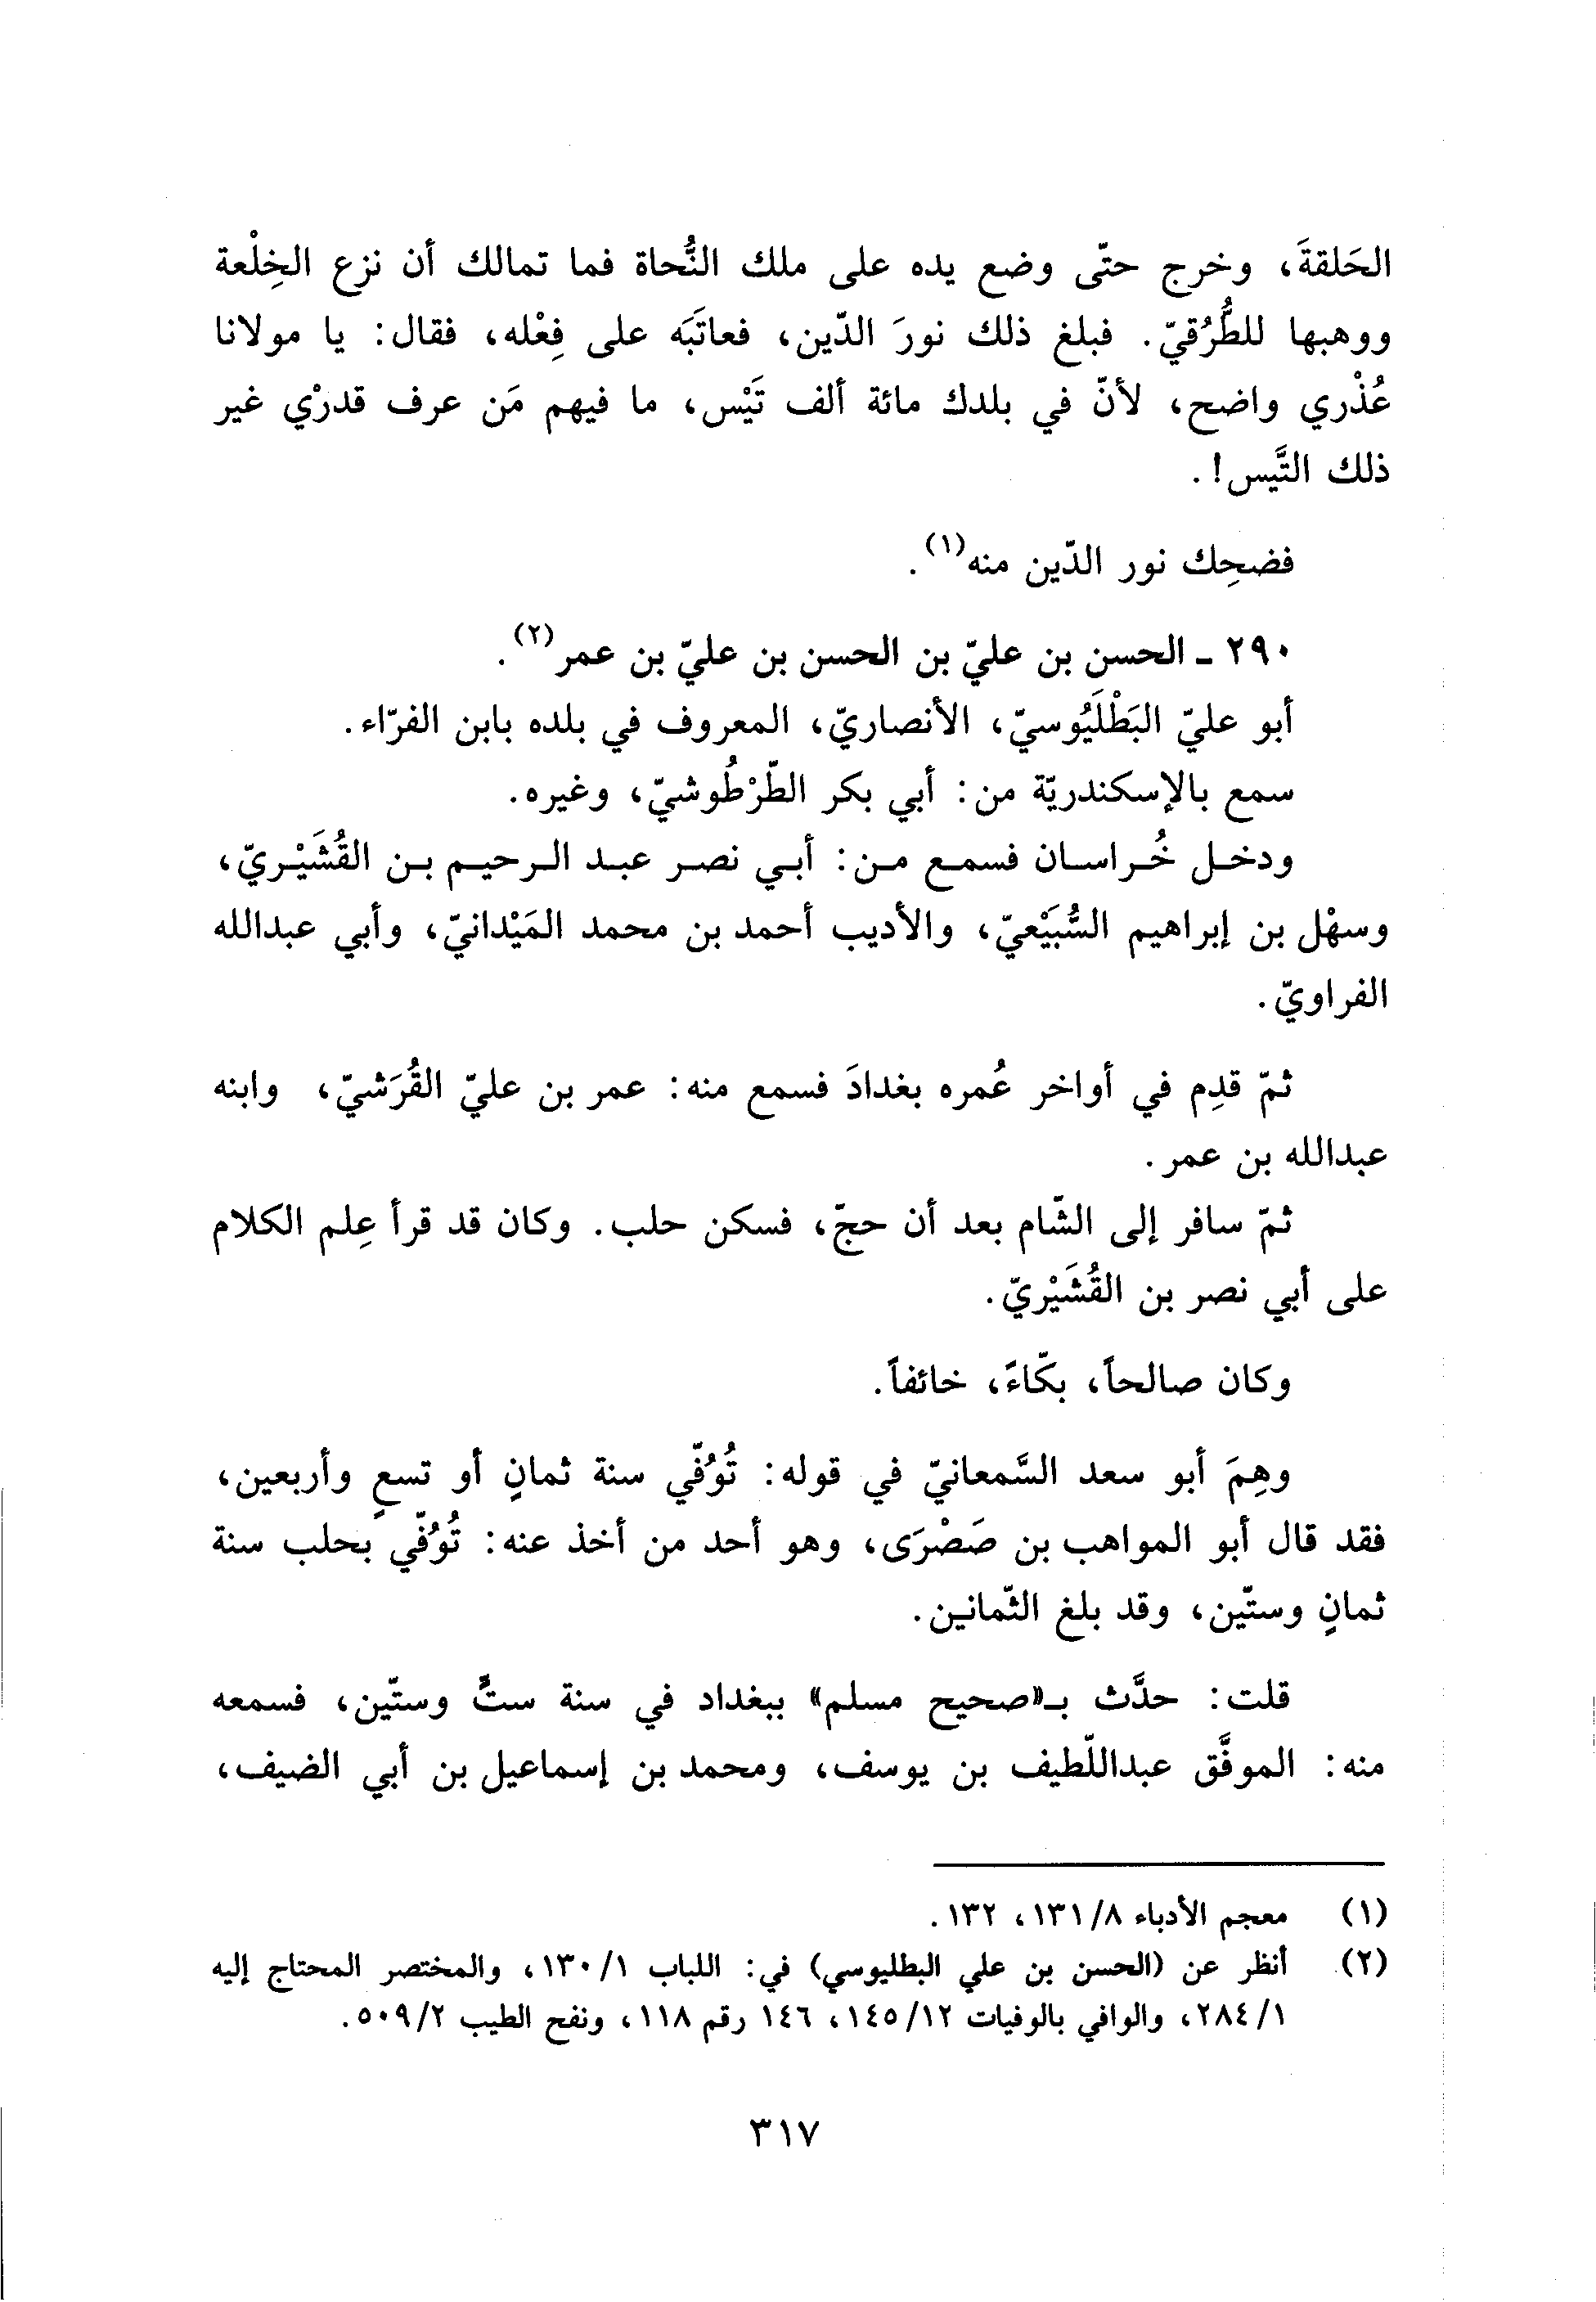 الحَلقةَ، وخرج حتّى وضع يده على ملك النُّحاة فما تمالك أن نزع الخِلْعة
ووهبها للطُّرُقيّ. فبلغ ذلك نورَ الدّين، فعاتَبَه على فِعْله، فقال: يا مولانا
عُذْري واضح، لأنّ في بلدك مائة ألف تَيْس، ما فيهم مَن عرف قدرْي غير
ذلك التَّيس!.
فضحِك نور الدّين منه(١).
٢٩٠ - الحسن بن عليّ بن الحسن بن عليّ بن عمر(٢).
أبو عليّ البَطْلَيُوسيّ، الأنصاريّ، المعروف في بلده بابن الفرّاء.
سمع بالإسكندريّة من: أبي بكر الطّرْطُوشيّ، وغيره.
ودخل خُراسان فسمع من: أبي نصر عبد الرحيم بن القُشَيْريّ،
وسهْل بن إبراهيم السُّبَيْعيّ، والأديب أحمد بن محمد المَيْدانيّ، وأبي عبدالله
الفراويّ.
ثمّ قدِم في أواخر عُمره بغدادَ فسمع منه: عمر بن عليّ القُرَشيّ، وابنه
عبدالله بن عمر.
ثمّ سافر إلى الشّام بعد أن حجّ، فسكن حلب. وكان قد قرأ عِلم الكلام
على أبي نصر بن القُشَيْريّ.
وكان صالحاً، بكّاءً، خائفاً.
وهِمَ أبو سعد السَّمعانيّ في قوله: تُوُفّي سنة ثمانٍ أو تسعٍ وأربعين،
فقد قال أبو المواهب بن صَصْرَى، وهو أحد من أخذ عنه: تُوُفّي بحلب سنة
ثمانٍ وستّين، وقد بلغ الثّمانين.
قلت: حدَّث بـ«صحيح مسلم» ببغداد في سنة ستٍّ وستّين، فسمعه
منه: الموفَّق عبداللّطيف بن يوسف، ومحمد بن إسماعيل بن أبي الضيف،
(١) معجم الأدباء ١٣١/٨، ١٣٢.
(٢) أنظر عن (الحسن بن علي البطليوسي) في: اللباب ١٣٠/١، والمختصر المحتاج إليه
٢٨٤/١، والوافي بالوفيات ١٤٥/١٢، ١٤٦ رقم ١١٨، ونفح الطيب ٥٠٩/٢.
٣١٧